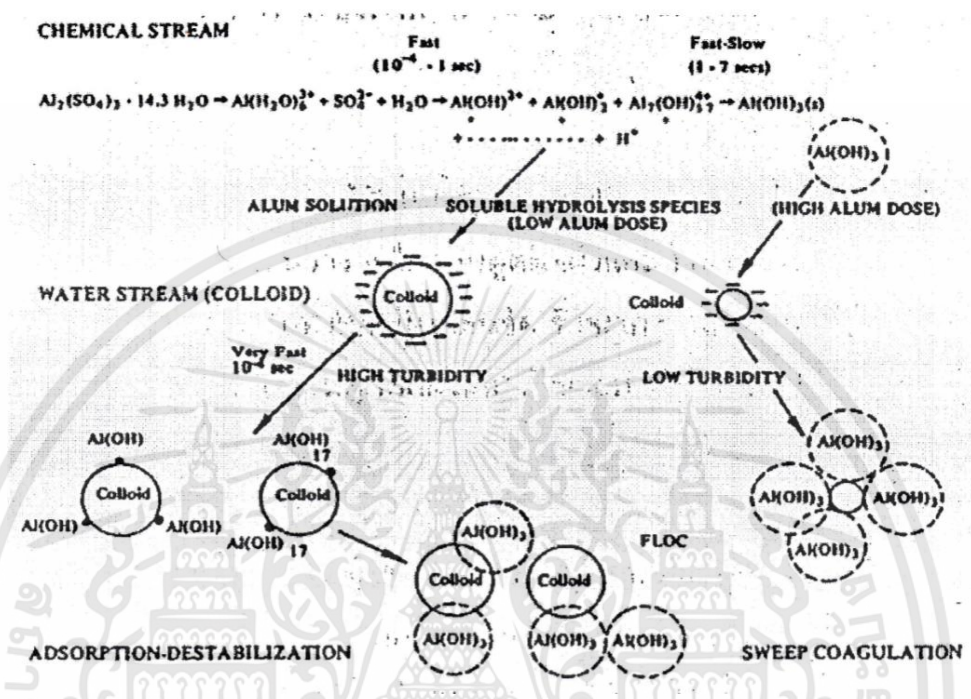 CHEMICAL STREAM
Fast
(10⁻⁴ - 1 sec)
Fast-Slow
(1 - 7 secs)
Al₂(SO₄)₃ · 14.3 H₂O → Al(H₂O)₆³⁺ + SO₄²⁻ + H₂O → Al(OH)²⁺ + Al(OH)₂⁺ + Al₇(OH)₁₇⁴⁺ → Al(OH)₃(s)
+ H⁺
Al(OH)₃
ALUM SOLUTION
SOLUBLE HYDROLYSIS SPECIES
(LOW ALUM DOSE)
(HIGH ALUM DOSE)
WATER STREAM (COLLOID)
Colloid
Colloid
Very Fast
10⁻⁴ sec
HIGH TURBIDITY
LOW TURBIDITY
Al(OH)
Colloid
Al(OH)
Al(OH)
Al(OH)
17
Colloid
Al(OH)
17
Al(OH)₃
Colloid
Al(OH)₃
Colloid
Al(OH)₃
Al(OH)₃
FLOC
Al(OH)₃
Al(OH)₃
Al(OH)₃
Al(OH)₃
ADSORPTION-DESTABILIZATION
SWEEP COAGULATION